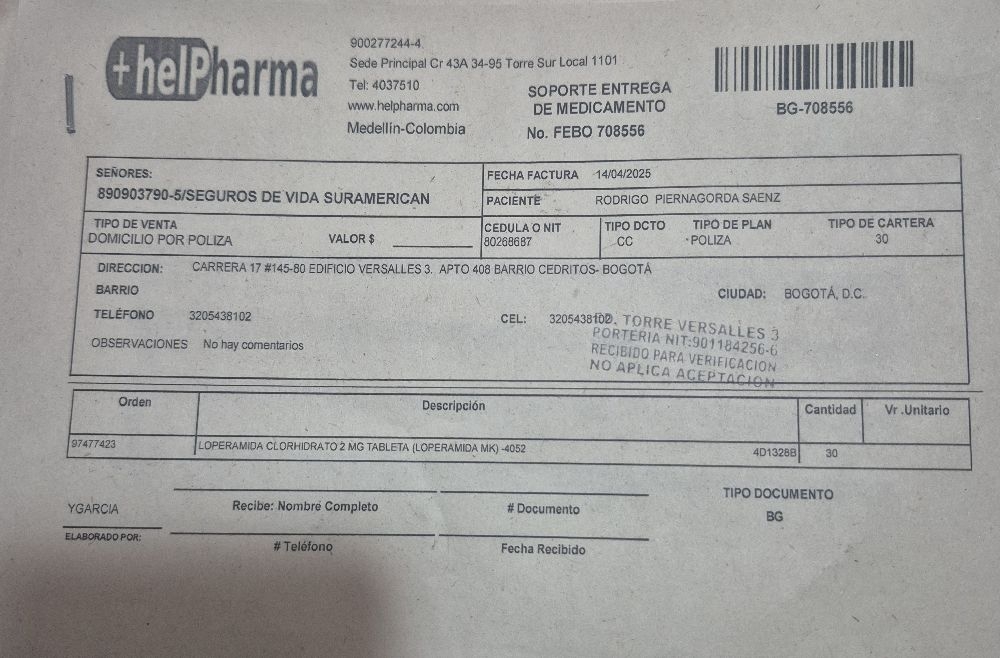 +helPharma
900277244-4
Sede Principal Cr 43A 34-95 Torre Sur Local 1101
Tel: 4037510
www.helpharma.com
Medellín-Colombia
SOPORTE ENTREGA
DE MEDICAMENTO
No. FEBO 708556
BG-708556
SEÑORES:
890903790-5/SEGUROS DE VIDA SURAMERICAN
FECHA FACTURA 14/04/2025
PACIENTE RODRIGO PIERNAGORDA SAENZ
TIPO DE VENTA
DOMICILIO POR POLIZA
VALOR $
CEDULA O NIT
80268687
TIPO DCTO
CC
TIPO DE PLAN
POLIZA
TIPO DE CARTERA
30
DIRECCION: CARRERA 17 #145-80 EDIFICIO VERSALLES 3. APTO 408 BARRIO CEDRITOS- BOGOTÁ
BARRIO
CIUDAD: BOGOTÁ, D.C.
TELÉFONO 3205438102
CEL: 3205438102
TORRE VERSALLES 3
PORTERIA NIT:901184256-6
RECIBIDO PARA VERIFICACION
NO APLICA ACEPTACION
OBSERVACIONES No hay comentarios
Orden Descripción Cantidad Vr .Unitario
97477423 LOPERAMIDA CLORHIDRATO 2 MG TABLETA (LOPERAMIDA MK) -4052 4D1328B 30
YGARCIA
ELABORADO POR:
Recibe: Nombre Completo
# Documento
# Teléfono
Fecha Recibido
TIPO DOCUMENTO
BG